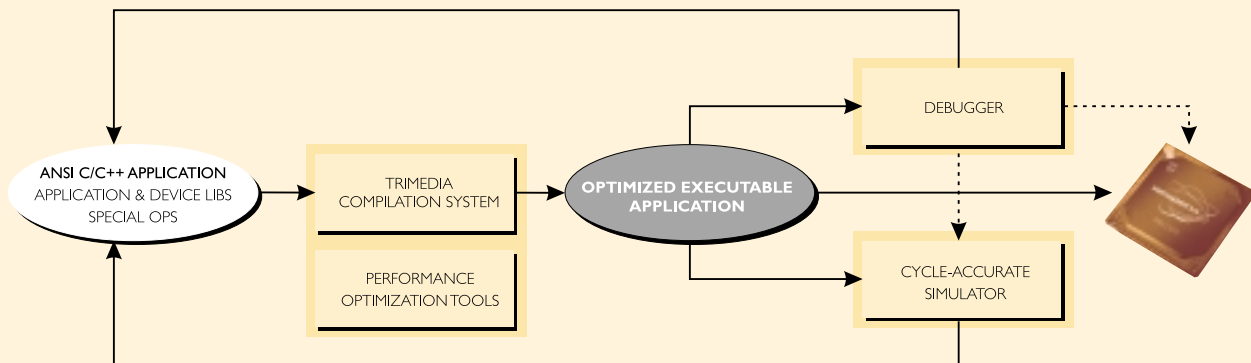 ANSI C/C++ APPLICATION
APPLICATION & DEVICE LIBS
SPECIAL OPS
TRIMEDIA
COMPILATION SYSTEM
PERFORMANCE
OPTIMIZATION TOOLS
OPTIMIZED EXECUTABLE
APPLICATION
DEBUGGER
CYCLE-ACCURATE
SIMULATOR